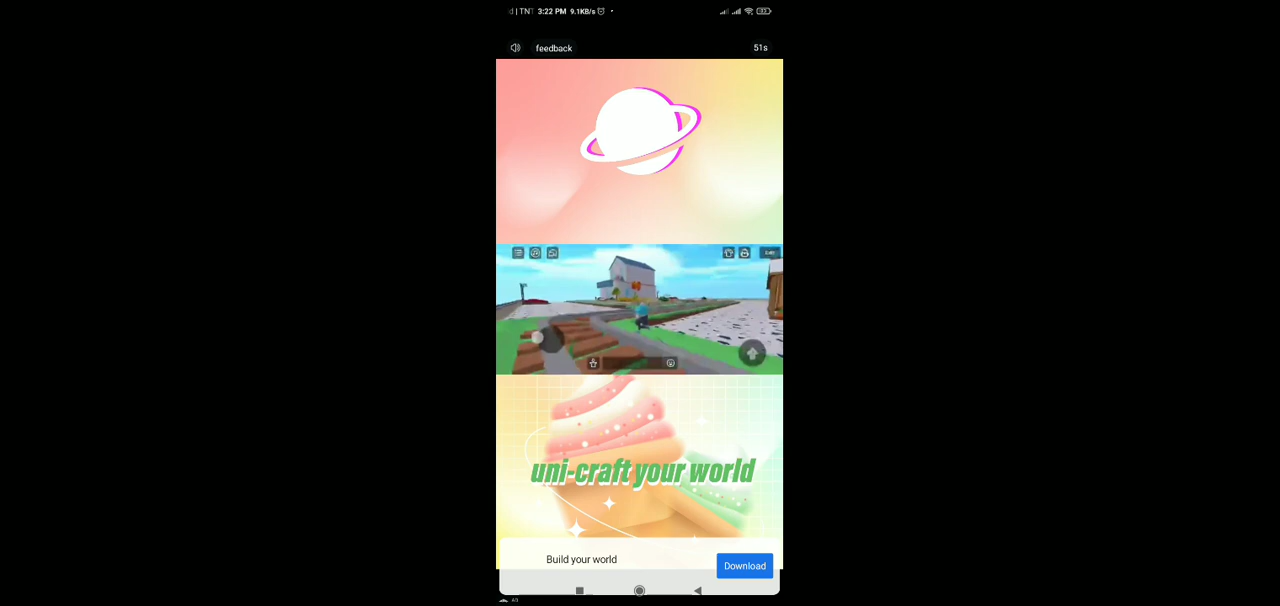 TNT 3:22 PM 9.1KB/s
feedback
51s
uni-craft your world
Build your world
Download